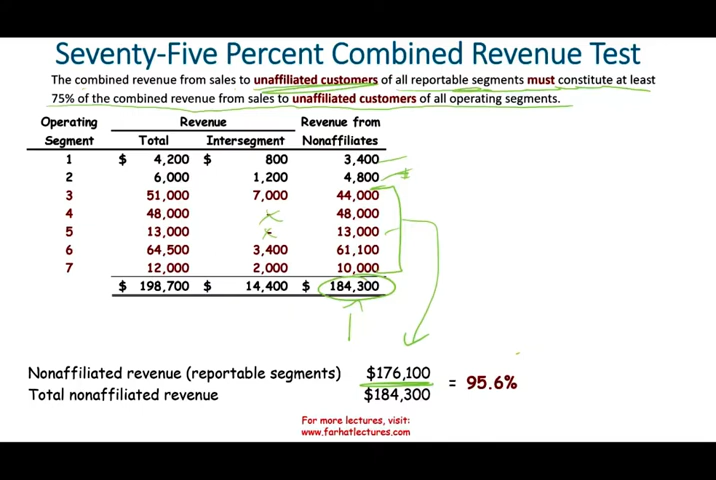 Seventy-Five Percent Combined Revenue Test
The combined revenue from sales to unaffiliated customers of all reportable segments must constitute at least
75% of the combined revenue from sales to unaffiliated customers of all operating segments.
Operating Revenue Revenue from
Segment Total Intersegment Nonaffiliates
1 $ 4,200 $ 800 3,400
2 6,000 1,200 4,800
3 51,000 7,000 44,000
4 48,000 - 48,000
5 13,000 - 13,000
6 64,500 3,400 61,100
7 12,000 2,000 10,000
$ 198,700 $ 14,400 $ 184,300
Nonaffiliated revenue (reportable segments) $176,100
= 95.6%
Total nonaffiliated revenue $184,300
For more lectures, visit:
www.farhatlectures.com